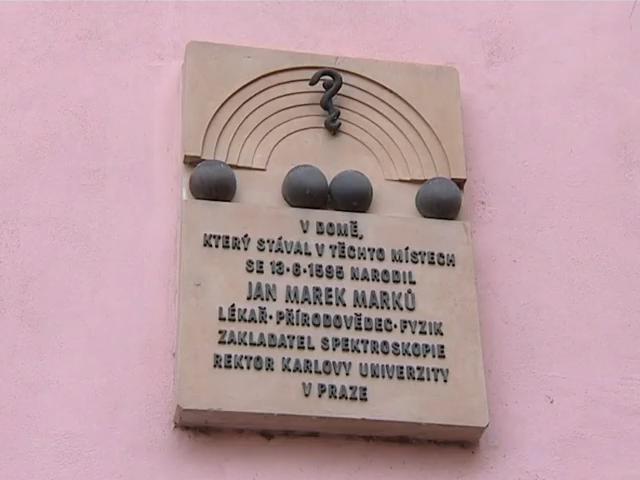 V DOMĚ,
KTERÝ STÁVAL V TĚCHTO MÍSTECH
SE 13·6·1595 NARODIL
JAN MAREK MARKŮ
LÉKAŘ·PŘÍRODOVĚDEC·FYZIK
ZAKLADATEL SPEKTROSKOPIE
REKTOR KARLOVY UNIVERZITY
V PRAZE